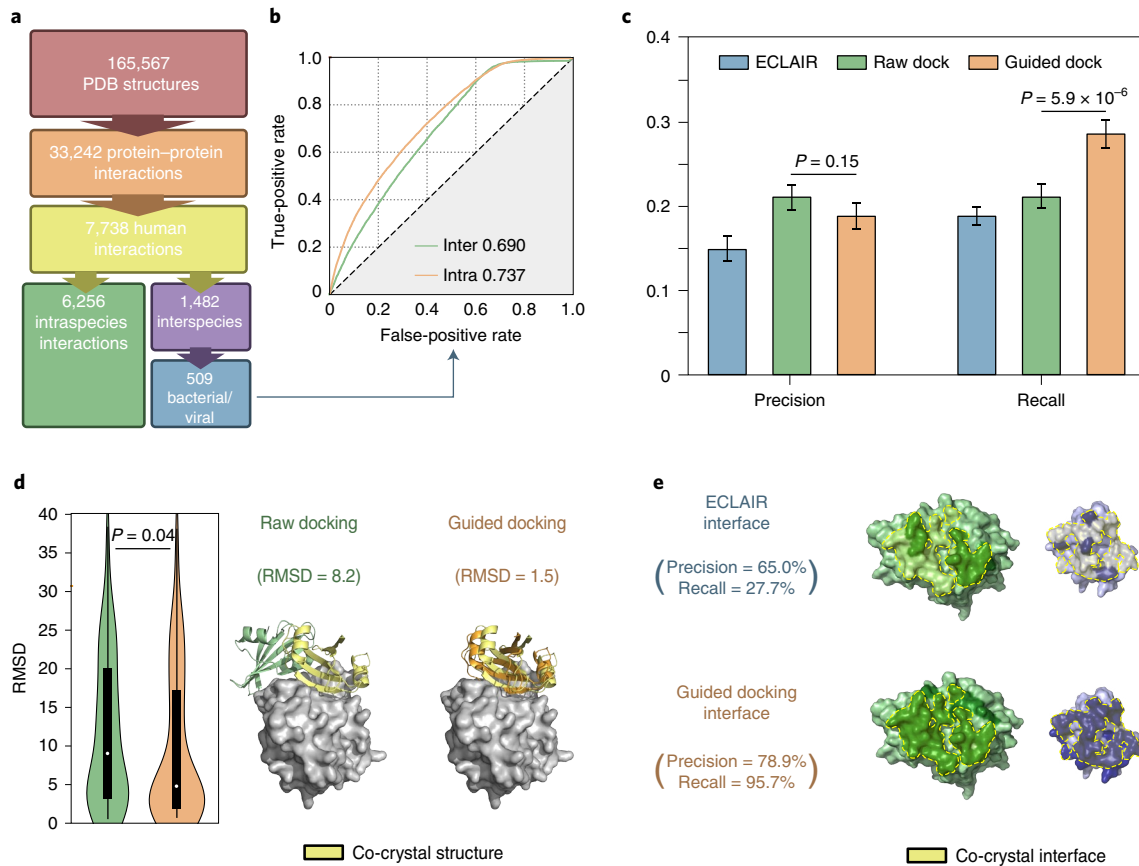 a
165,567
PDB structures
33,242 protein–protein
interactions
7,738 human
interactions
6,256
intraspecies
interactions
1,482
interspecies
509
bacterial/
viral
b
True-positive rate
1.0
0.8
0.6
0.4
0.2
0
Inter 0.690
Intra 0.737
0
0.2
0.4
0.6
0.8
1.0
False-positive rate
c
0.4
0.3
0.2
0.1
0
ECLAIR
Raw dock
Guided dock
P = 0.15
P = 5.9 × 10⁻⁶
Precision
Recall
d
RMSD
40
35
30
25
20
15
10
5
0
P = 0.04
Raw docking
(RMSD = 8.2)
Guided docking
(RMSD = 1.5)
Co-crystal structure
e
ECLAIR
interface
(Precision = 65.0%
Recall = 27.7%)
Guided docking
interface
(Precision = 78.9%
Recall = 95.7%)
Co-crystal interface